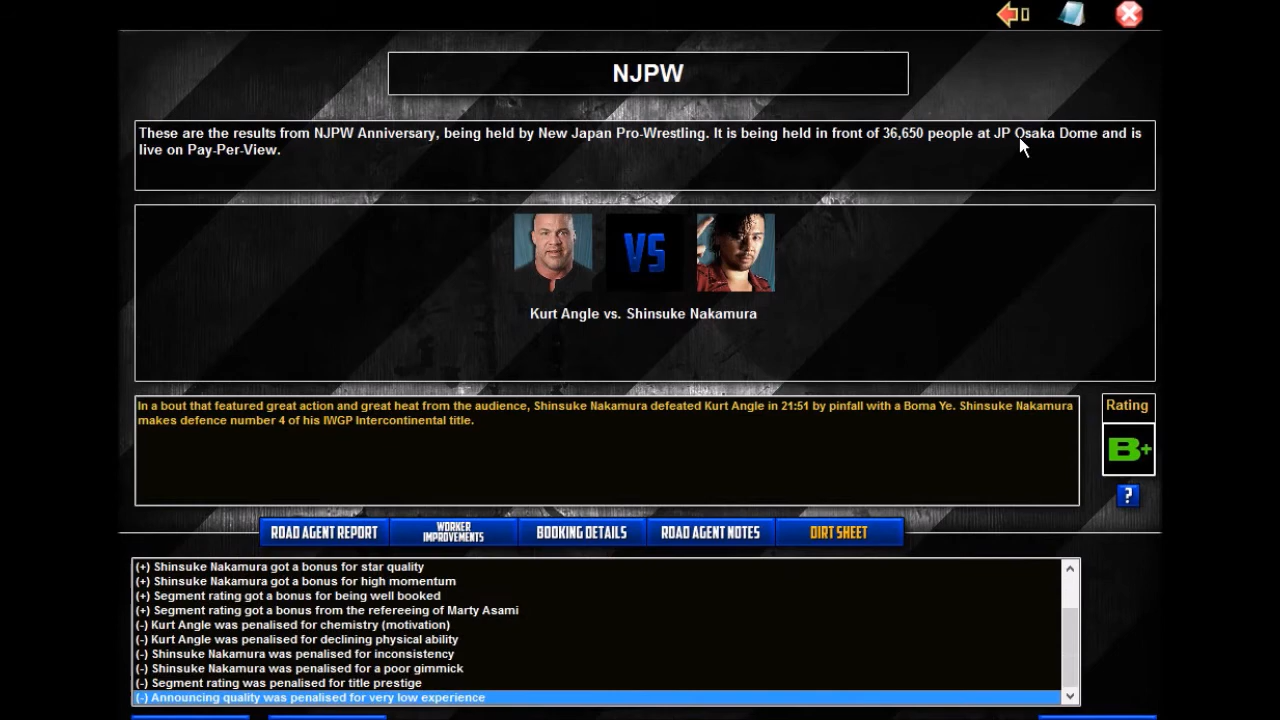 NJPW
These are the results from NJPW Anniversary, being held by New Japan Pro-Wrestling. It is being held in front of 36,650 people at JP Osaka Dome and is
live on Pay-Per-View.
VS
Kurt Angle vs. Shinsuke Nakamura
In a bout that featured great action and great heat from the audience, Shinsuke Nakamura defeated Kurt Angle in 21:51 by pinfall with a Boma Ye. Shinsuke Nakamura
makes defence number 4 of his IWGP Intercontinental title.
Rating
B+
?
ROAD AGENT REPORT
WORKER
IMPROVEMENTS
BOOKING DETAILS
ROAD AGENT NOTES
DIRT SHEET
(+) Shinsuke Nakamura got a bonus for star quality
(+) Shinsuke Nakamura got a bonus for high momentum
(+) Segment rating got a bonus for being well booked
(+) Segment rating got a bonus from the refereeing of Marty Asami
(-) Kurt Angle was penalised for chemistry (motivation)
(-) Kurt Angle was penalised for declining physical ability
(-) Shinsuke Nakamura was penalised for inconsistency
(-) Shinsuke Nakamura was penalised for a poor gimmick
(-) Segment rating was penalised for title prestige
(-) Announcing quality was penalised for very low experience